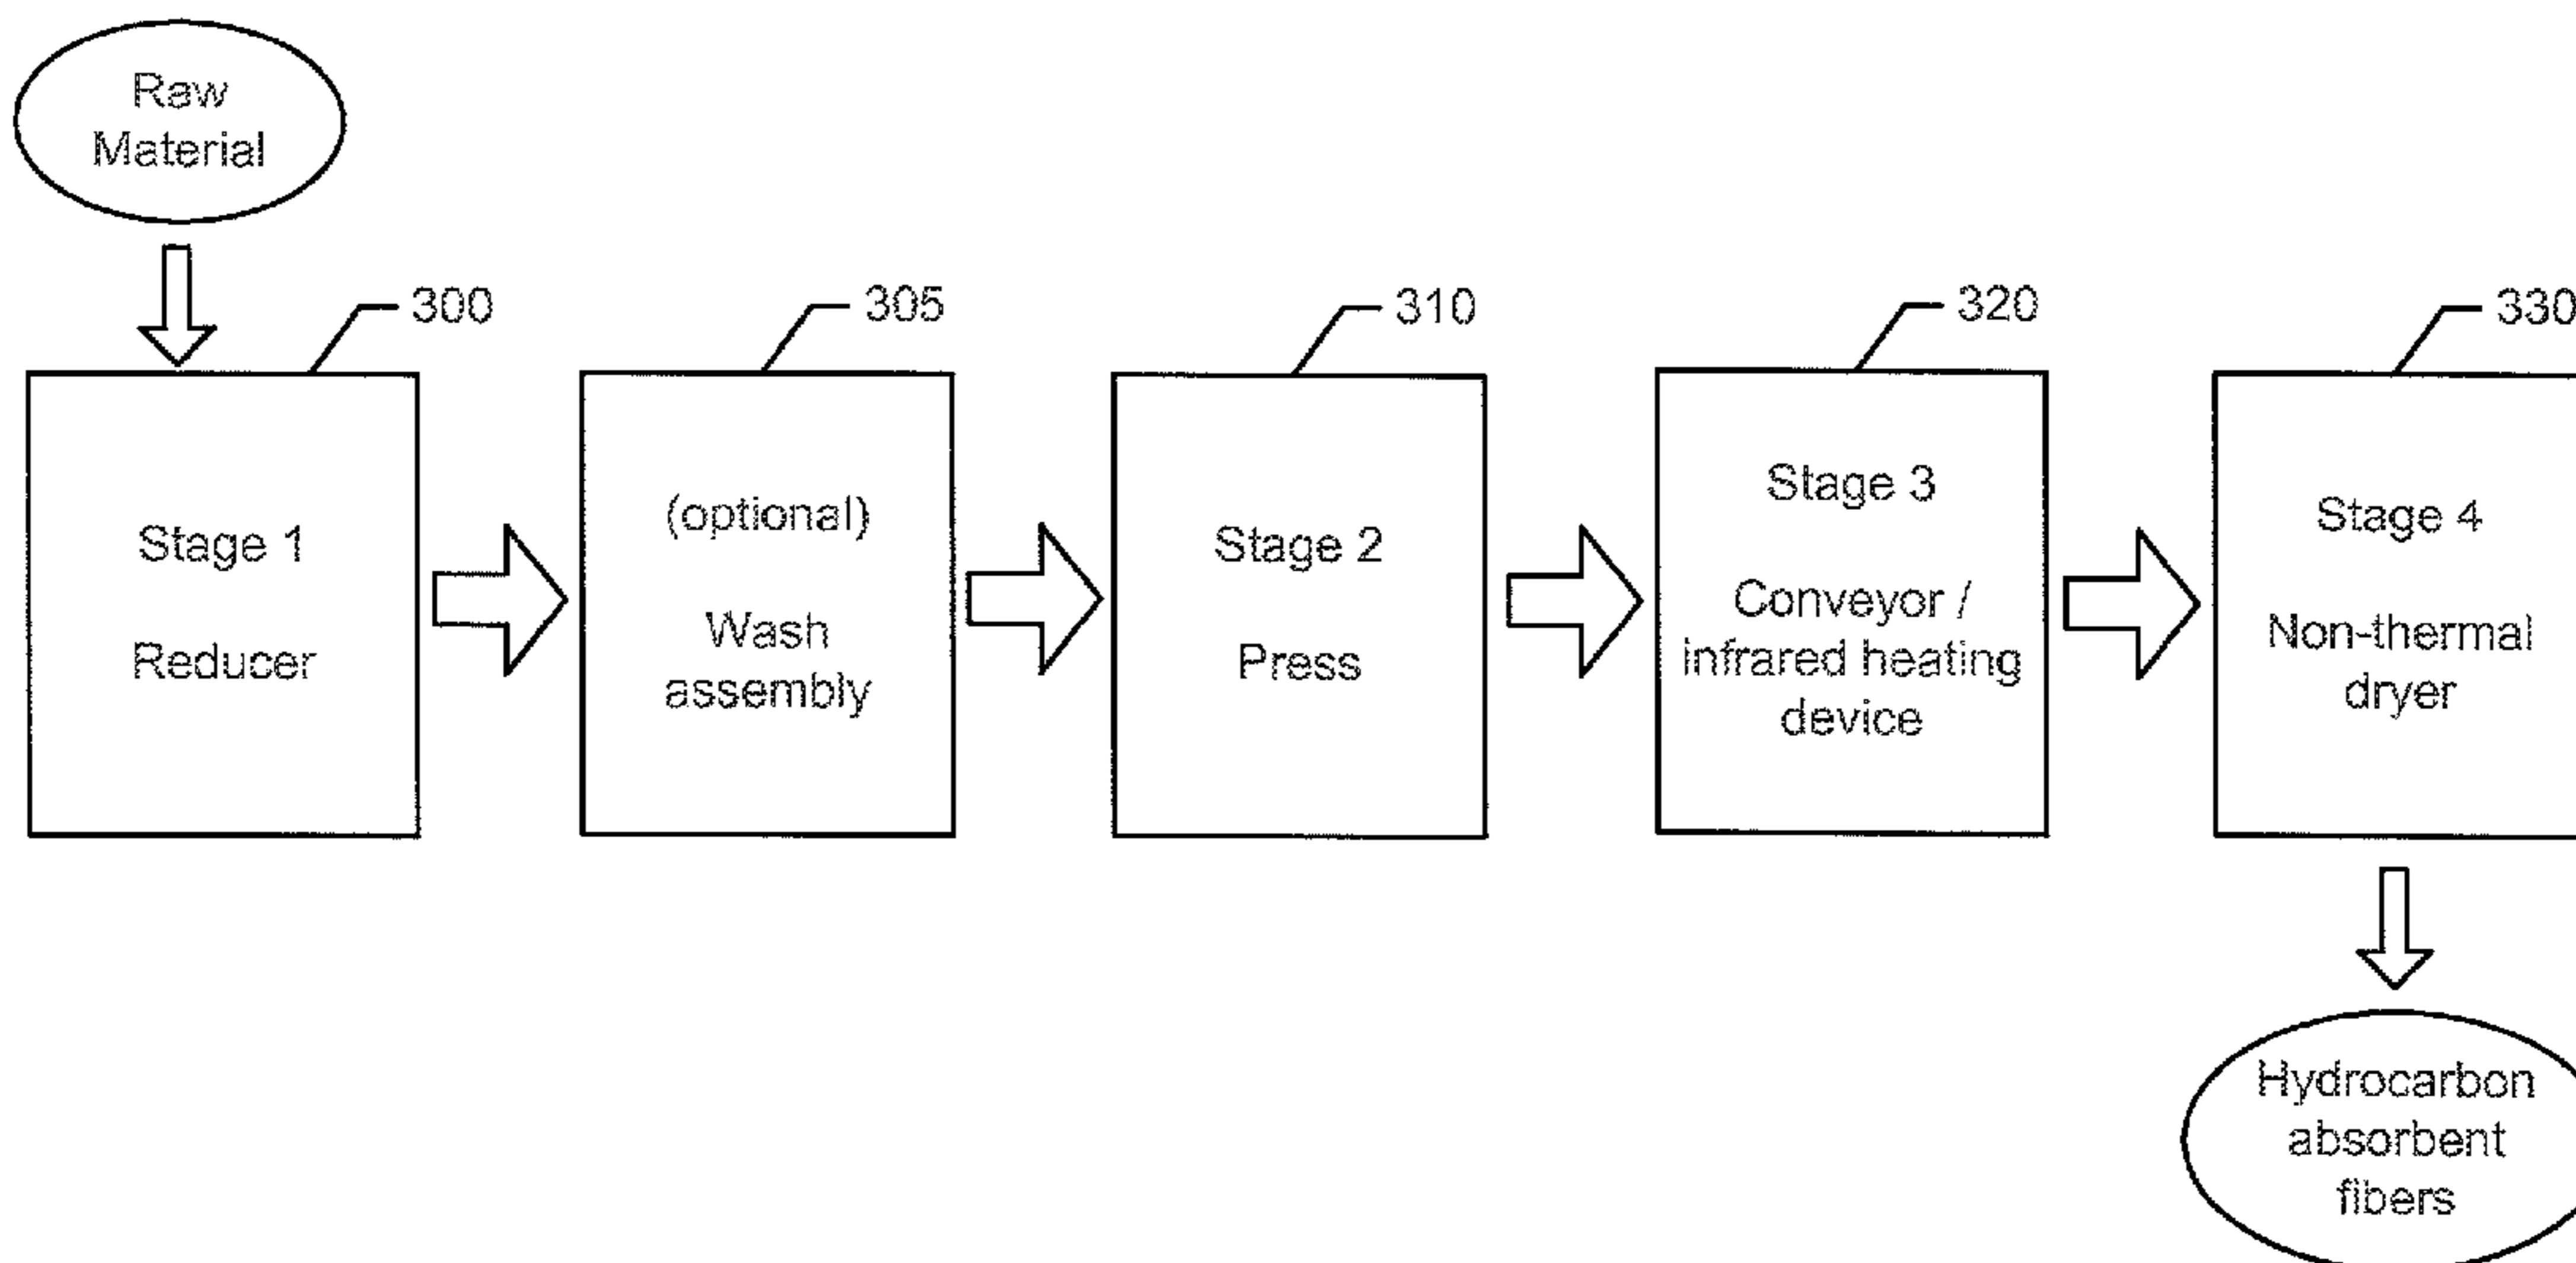 Raw
Material
300
305
310
320
330
Stage 1
Reducer
(optional)
Wash
assembly
Stage 2
Press
Stage 3
Conveyor /
infrared heating
device
Stage 4
Non-thermal
dryer
Hydrocarbon
absorbent
fibers